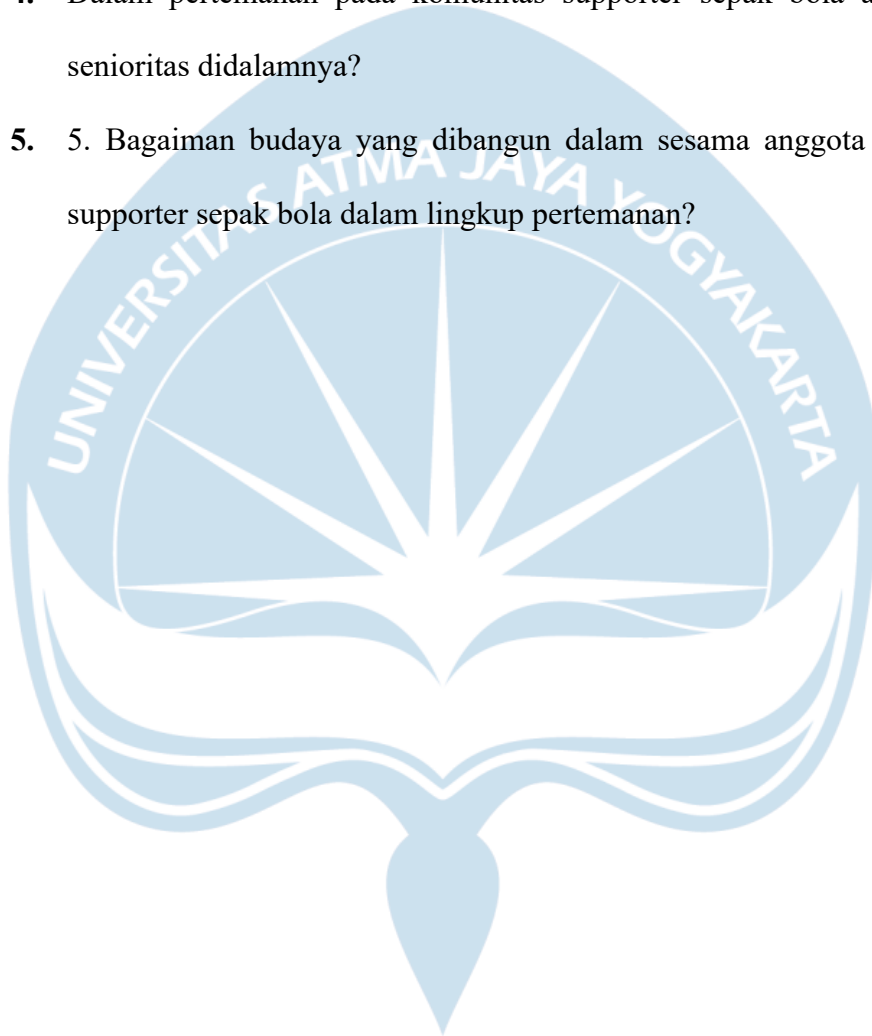 4. Dalam pertemanan pada komunitas supporter sepak bola
senioritas didalamnya?
5. 5. Bagaiman budaya yang dibangun dalam sesama anggota
supporter sepak bola dalam lingkup pertemanan?
UNIVERSITAS ATMA JAYA YOGYAKARTA